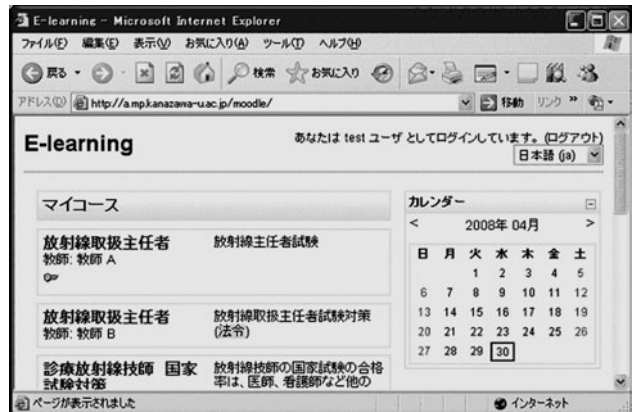 E-learning - Microsoft Internet Explorer
ファイル(F) 編集(E) 表示(V) お気に入り(A) ツール(T) ヘルプ(H)
戻る 検索 お気に入り
アドレス(D) http://a.mp.kanazawa-u.ac.jp/moodle/ 移動 リンク »
E-learning
あなたは test ユーザ としてログインしています。 (ログアウト)
日本語 (ja)
マイコース
放射線取扱主任者 放射線主任者試験
教師: 教師 A
放射線取扱主任者 放射線取扱主任者試験対策
教師: 教師 B (法令)
診療放射線技師 国家 放射線技師の国家試験の合格
試験対策 率は、医師、看護師など他の
カレンダー
< 2008年 04月 >
日 月 火 水 木 金 土
1 2 3 4 5
6 7 8 9 10 11 12
13 14 15 16 17 18 19
20 21 22 23 24 25 26
27 28 29 30
ページが表示されました インターネット